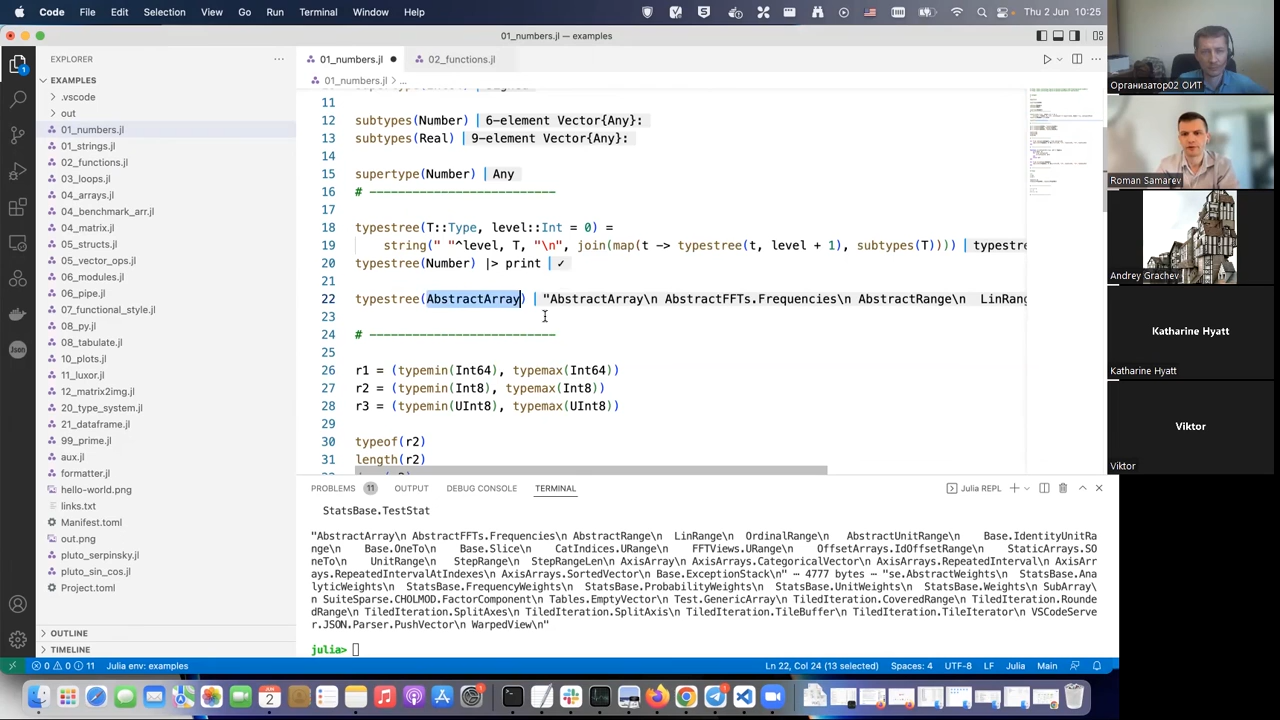 Code File Edit Selection View Go Run Terminal Window Help
Thu 2 Jun 10:25
01_numbers.jl — examples
EXPLORER
EXAMPLES
.vscode
out
01_numbers.jl
01_strings.jl
02_functions.jl
03_arrays.jl
04_arrays.jl
04_benchmark_arr.jl
04_matrix.jl
05_structs.jl
05_vector_ops.jl
06_modules.jl
06_pipe.jl
07_functional_style.jl
08_py.jl
08_tabulate.jl
10_plots.jl
11_luxor.jl
12_matrix2img.jl
20_type_system.jl
21_dataframe.jl
99_prime.jl
aux.jl
formatter.jl
hello-world.png
links.txt
Manifest.toml
out.png
pluto_serpinsky.jl
pluto_sin_cos.jl
Project.toml
OUTLINE
TIMELINE
01_numbers.jl
02_functions.jl
01_numbers.jl > ...
11
12 subtypes(Number) 6-element Vector{Any}:
13 subtypes(Real) 9-element Vector{Any}:
15 supertype(Number) Any
16 # --------------------------
17
18 typestree(T::Type, level::Int = 0) =
19 string(" "^level, T, "\n", join(map(t -> typestree(t, level + 1), subtypes(T)))) typestre
20 typestree(Number) |> print ✓
21
22 typestree(AbstractArray) "AbstractArray\n AbstractFFTs.Frequencies\n AbstractRange\n  LinRang
23
24 # --------------------------
25
26 r1 = (typemin(Int64), typemax(Int64))
27 r2 = (typemin(Int8), typemax(Int8))
28 r3 = (typemin(UInt8), typemax(UInt8))
29
30 typeof(r2)
31 length(r2)
PROBLEMS 11 OUTPUT DEBUG CONSOLE TERMINAL
Julia REPL
StatsBase.TestStat
"AbstractArray\n AbstractFFTs.Frequencies\n AbstractRange\n  LinRange\n  OrdinalRange\n   AbstractUnitRange\n    Base.IdentityUnitRa
nge\n    Base.OneTo\n    Base.Slice\n    CatIndices.URange\n    FFTViews.URange\n    OffsetArrays.IdOffsetRange\n    StaticArrays.SO
neTo\n    UnitRange\n   StepRange\n  StepRangeLen\n AxisArray\n AxisArrays.CategoricalVector\n AxisArrays.RepeatedInterval\n AxisArr
ays.RepeatedIntervalAtIndexes\n AxisArrays.SortedVector\n Base.ExceptionStack\n" ⋯ 4777 bytes ⋯ "se.AbstractWeights\n  StatsBase.Ana
lyticWeights\n  StatsBase.FrequencyWeights\n  StatsBase.ProbabilityWeights\n  StatsBase.UnitWeights\n  StatsBase.Weights\n SubArray\
n SuiteSparse.CHOLMOD.FactorComponent\n Tables.EmptyVector\n Test.GenericArray\n TiledIteration.CoveredRange\n TiledIteration.Rounde
dRange\n TiledIteration.SplitAxes\n TiledIteration.SplitAxis\n TiledIteration.TileBuffer\n TiledIteration.TileIterator\n VSCodeServe
r.JSON.Parser.PushVector\n WarpedView\n"
julia>
0 0 11 Julia env: examples
Ln 22, Col 24 (13 selected) Spaces: 4 UTF-8 LF Julia Main
Организатор02 ОИТ
Roman Samarev
Andrey Grachev
Katharine Hyatt
Katharine Hyatt
Viktor
Viktor